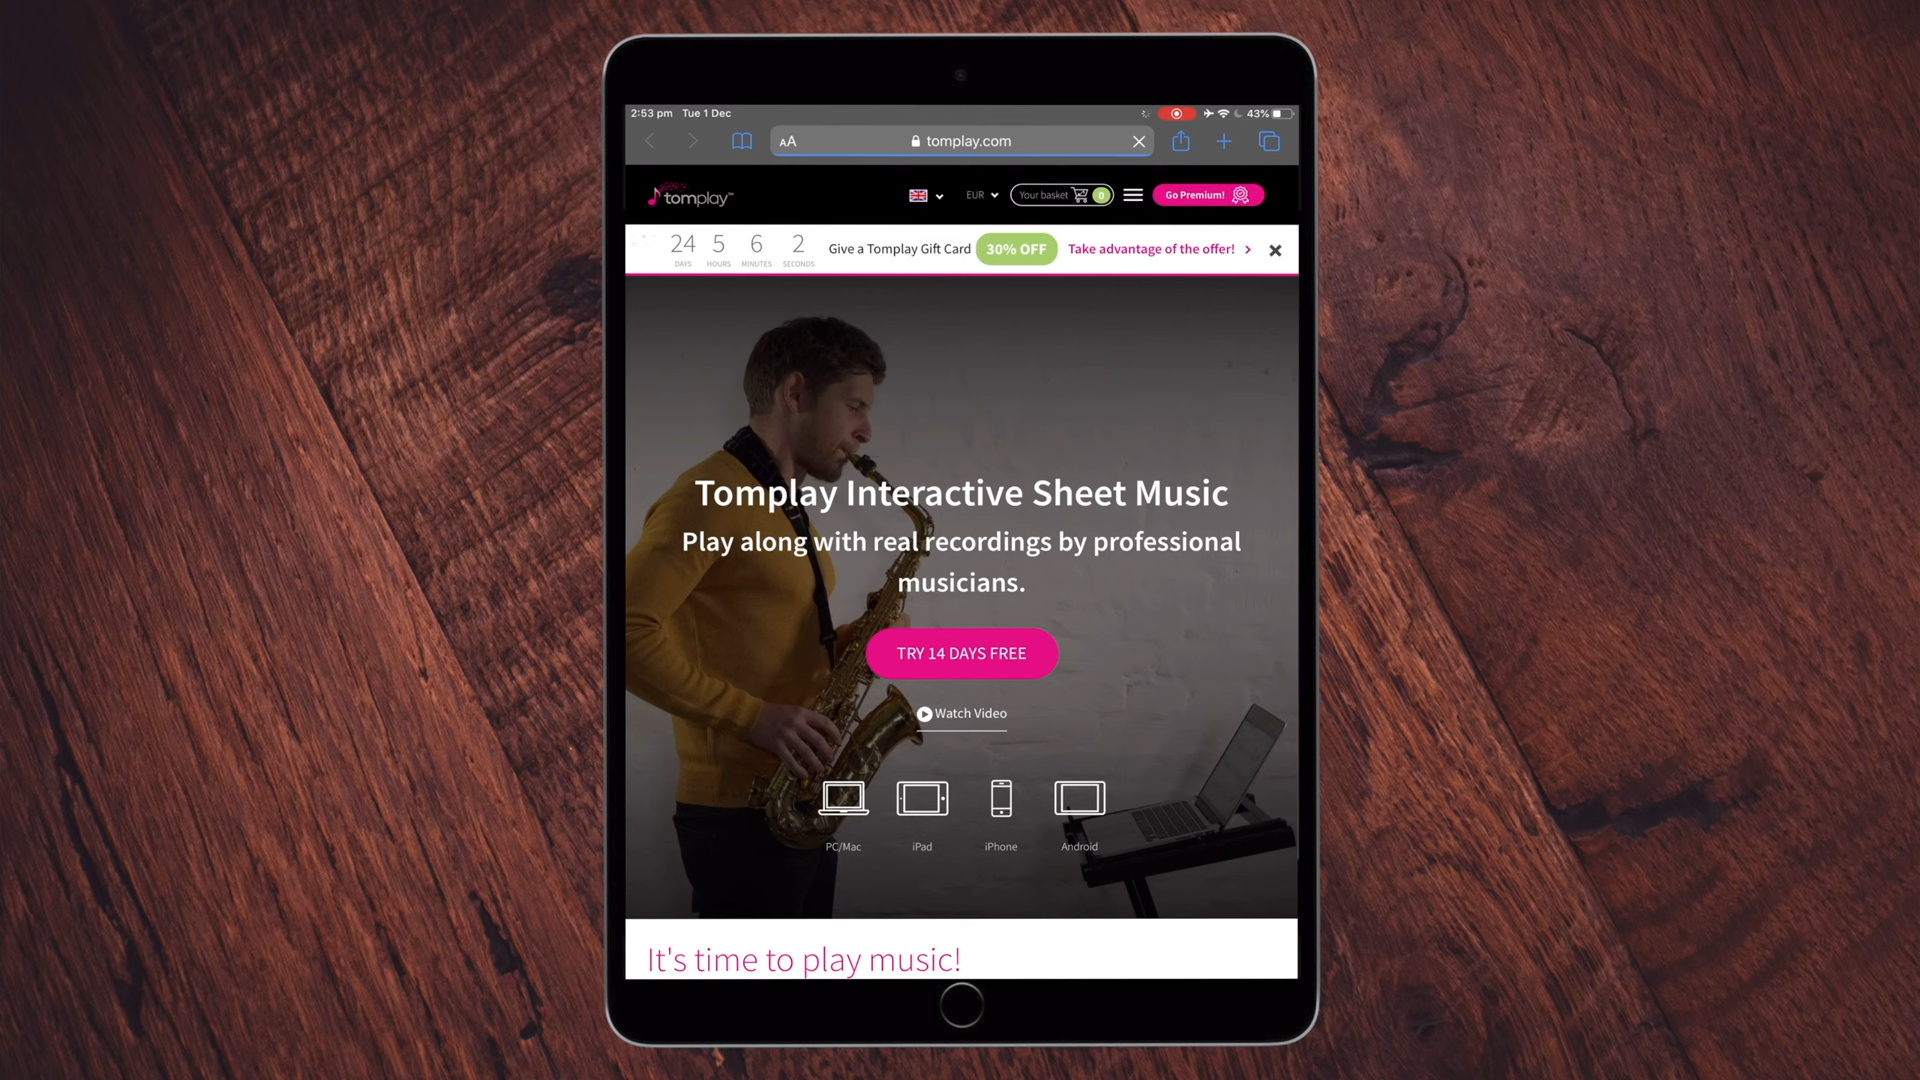 2:53 pm Tue 1 Dec
43%
AA tomplay.com
tomplay™
EUR
Your basket 0
Go Premium!
24 5 6 2
DAYS HOURS MINUTES SECONDS
Give a Tomplay Gift Card 30% OFF Take advantage of the offer!
Tomplay Interactive Sheet Music
Play along with real recordings by professional
musicians.
TRY 14 DAYS FREE
Watch Video
PC/Mac iPad iPhone Android
It's time to play music!